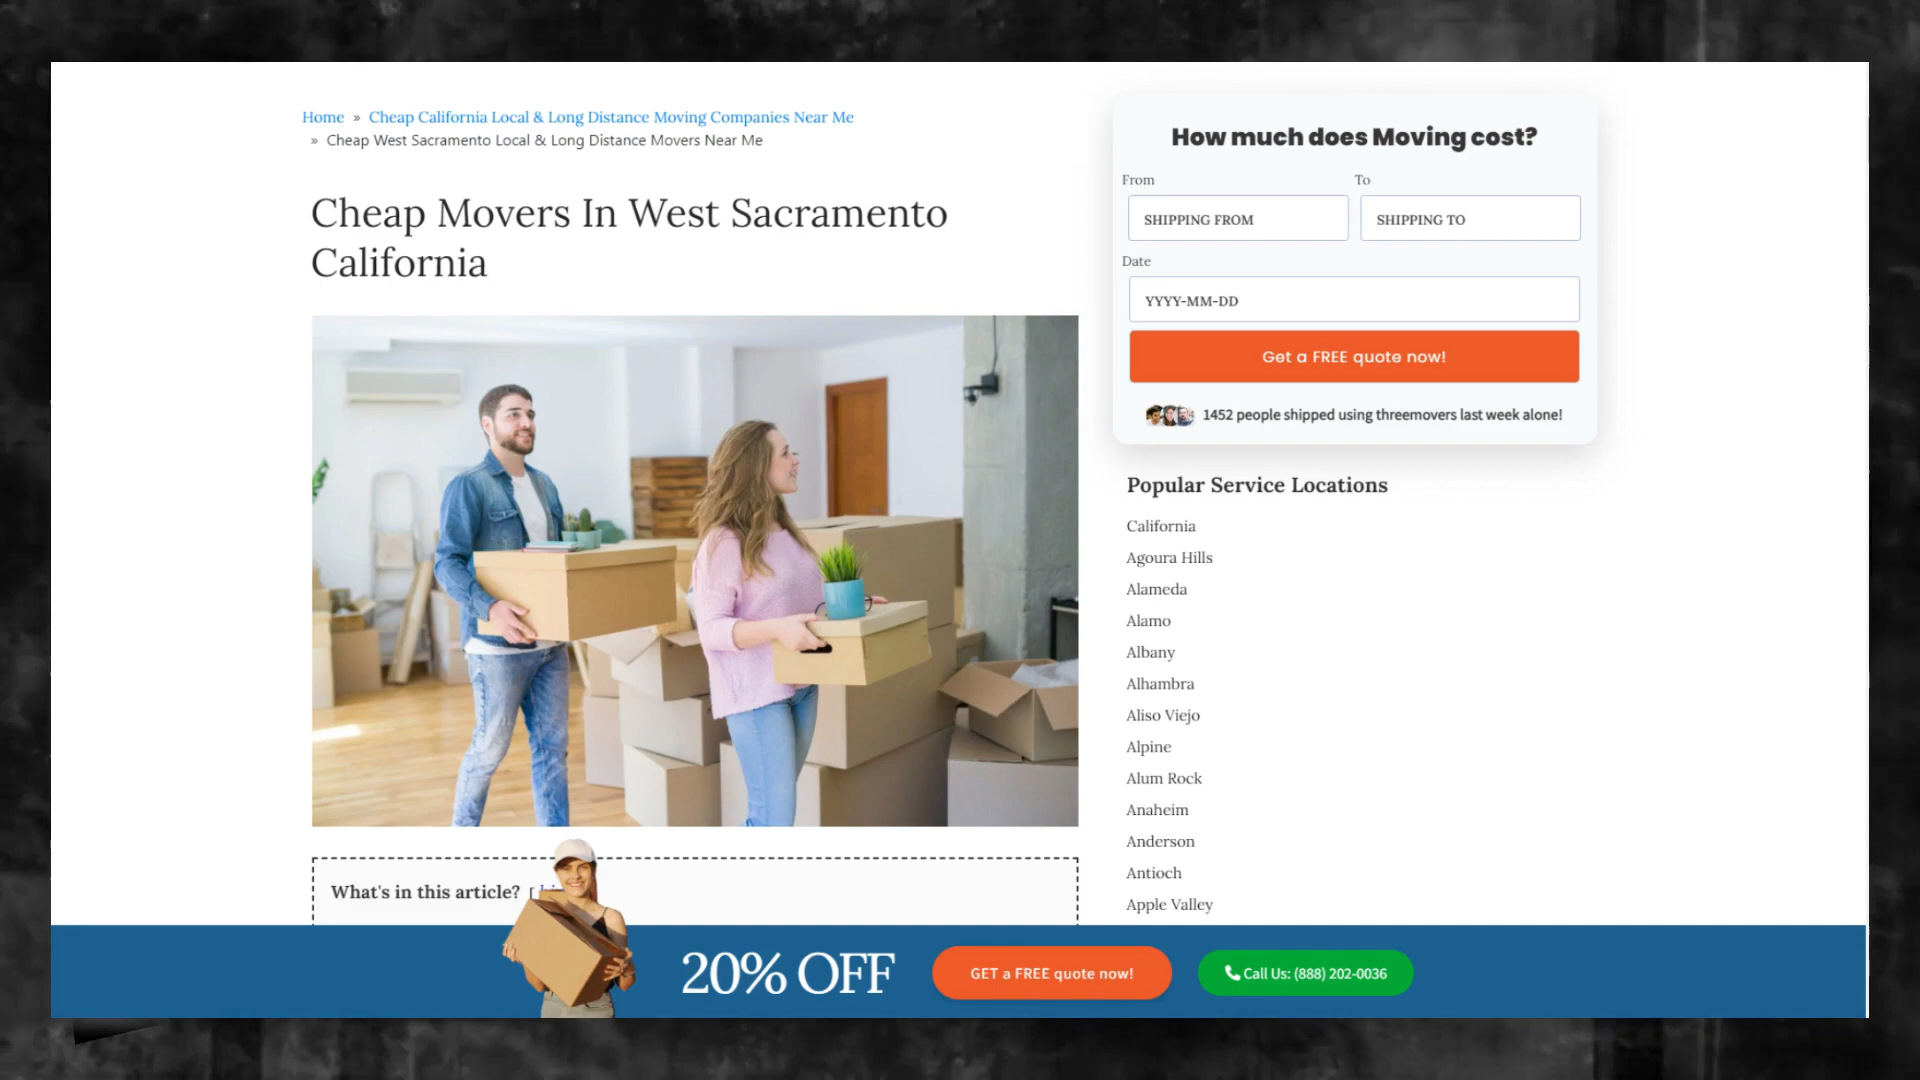 Home » Cheap California Local & Long Distance Moving Companies Near Me
» Cheap West Sacramento Local & Long Distance Movers Near Me
Cheap Movers In West Sacramento
California
What's in this article? [
How much does Moving cost?
From To
SHIPPING FROM SHIPPING TO
Date
YYYY-MM-DD
Get a FREE quote now!
1452 people shipped using threemovers last week alone!
Popular Service Locations
California
Agoura Hills
Alameda
Alamo
Albany
Alhambra
Aliso Viejo
Alpine
Alum Rock
Anaheim
Anderson
Antioch
Apple Valley
20% OFF GET a FREE quote now! Call Us: (888) 202-0036